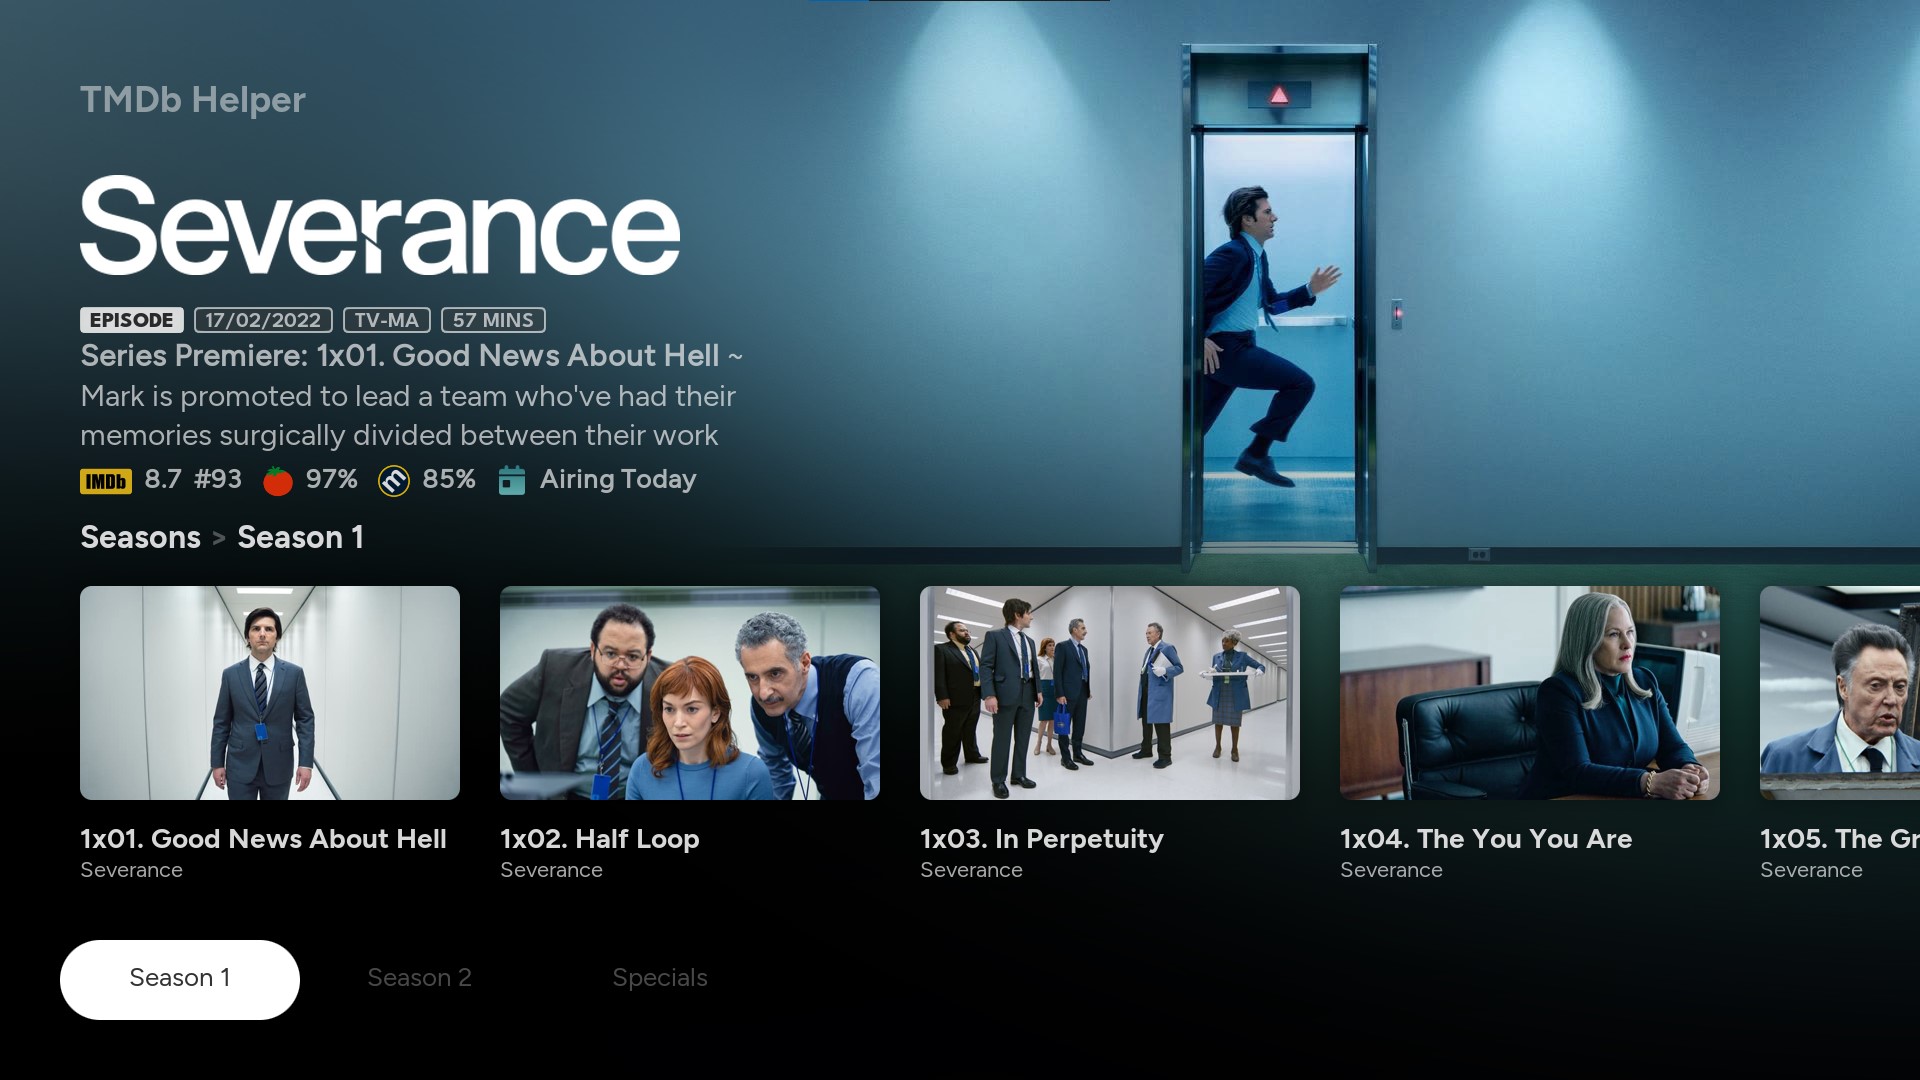 TMDb Helper
Severance
EPISODE 17/02/2022 TV-MA 57 MINS
Series Premiere: 1x01. Good News About Hell ~
Mark is promoted to lead a team who've had their
memories surgically divided between their work
IMDb 8.7 #93 97% m 85% Airing Today
Seasons > Season 1
1x01. Good News About Hell
Severance
1x02. Half Loop
Severance
1x03. In Perpetuity
Severance
1x04. The You You Are
Severance
1x05. The Gr
Severance
Season 1 Season 2 Specials